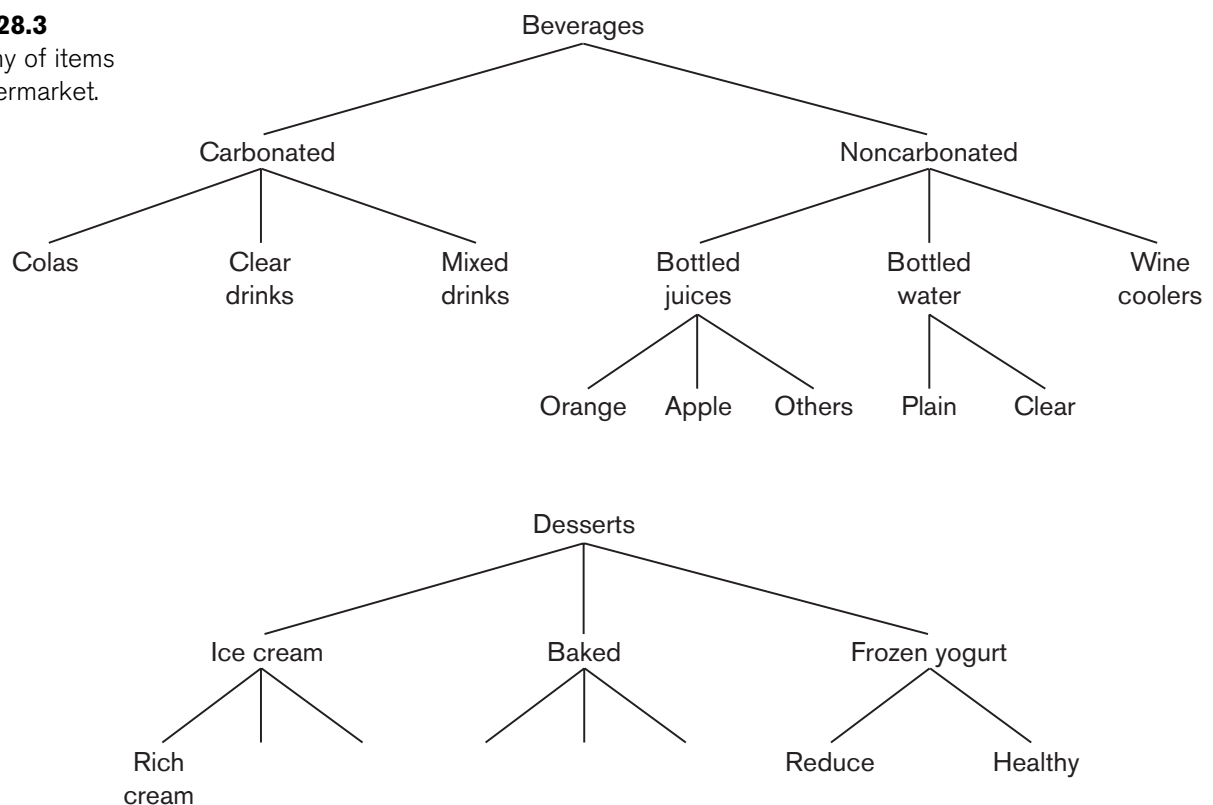 28.3
ny of items
ermarket.
Beverages
Carbonated
Noncarbonated
Colas
Clear
drinks
Mixed
drinks
Bottled
juices
Bottled
water
Wine
coolers
Orange
Apple
Others
Plain
Clear
Desserts
Ice cream
Baked
Frozen yogurt
Rich
cream
Reduce
Healthy